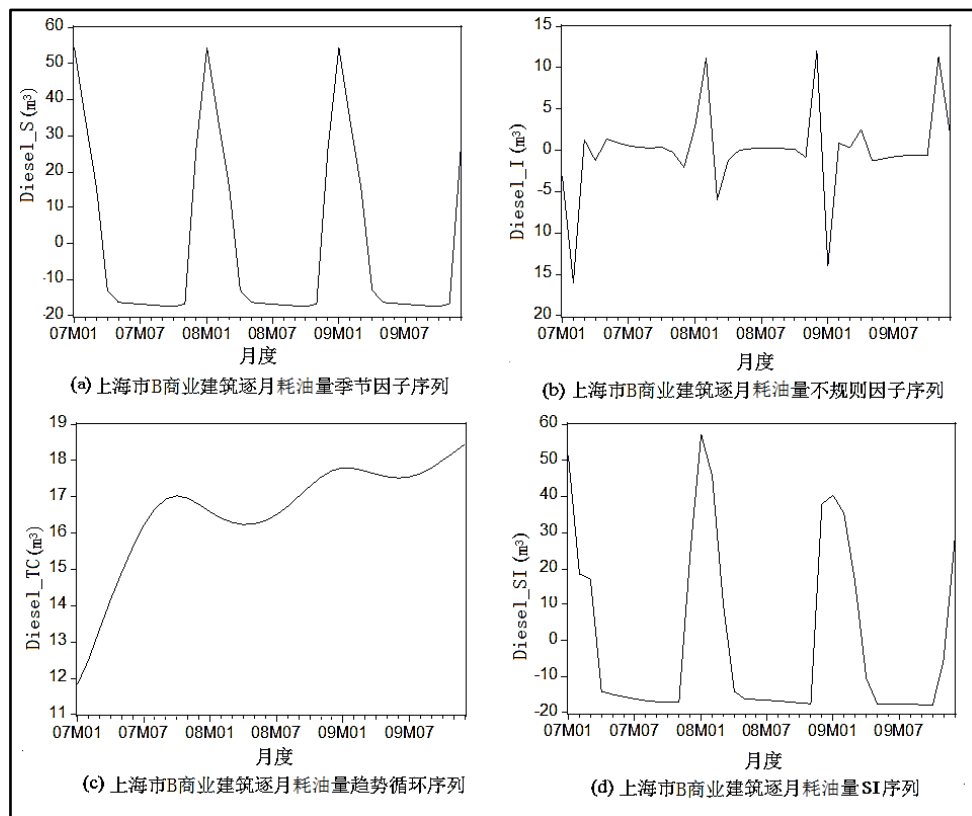 Diesel_S(m³)
60
50
40
30
20
10
0
-10
20
07M01 07M07 08M01 08M07 09M01 09M07
月度
(a) 上海市B商业建筑逐月耗油量季节因子序列
Diesel_I(m³)
15
10
5
0
-5
10
15
20
07M01 07M07 08M01 08M07 09M01 09M07
月度
(b) 上海市B商业建筑逐月耗油量不规则因子序列
Diesel_TC(m³)
19
18
17
16
15
14
13
12
11
07M01 07M07 08M01 08M07 09M01 09M07
月度
(c) 上海市B商业建筑逐月耗油量趋势循环序列
Diesel_SI(m³)
60
50
40
30
20
10
0
-10
-20
07M01 07M07 08M01 08M07 09M01 09M07
月度
(d) 上海市B商业建筑逐月耗油量SI序列